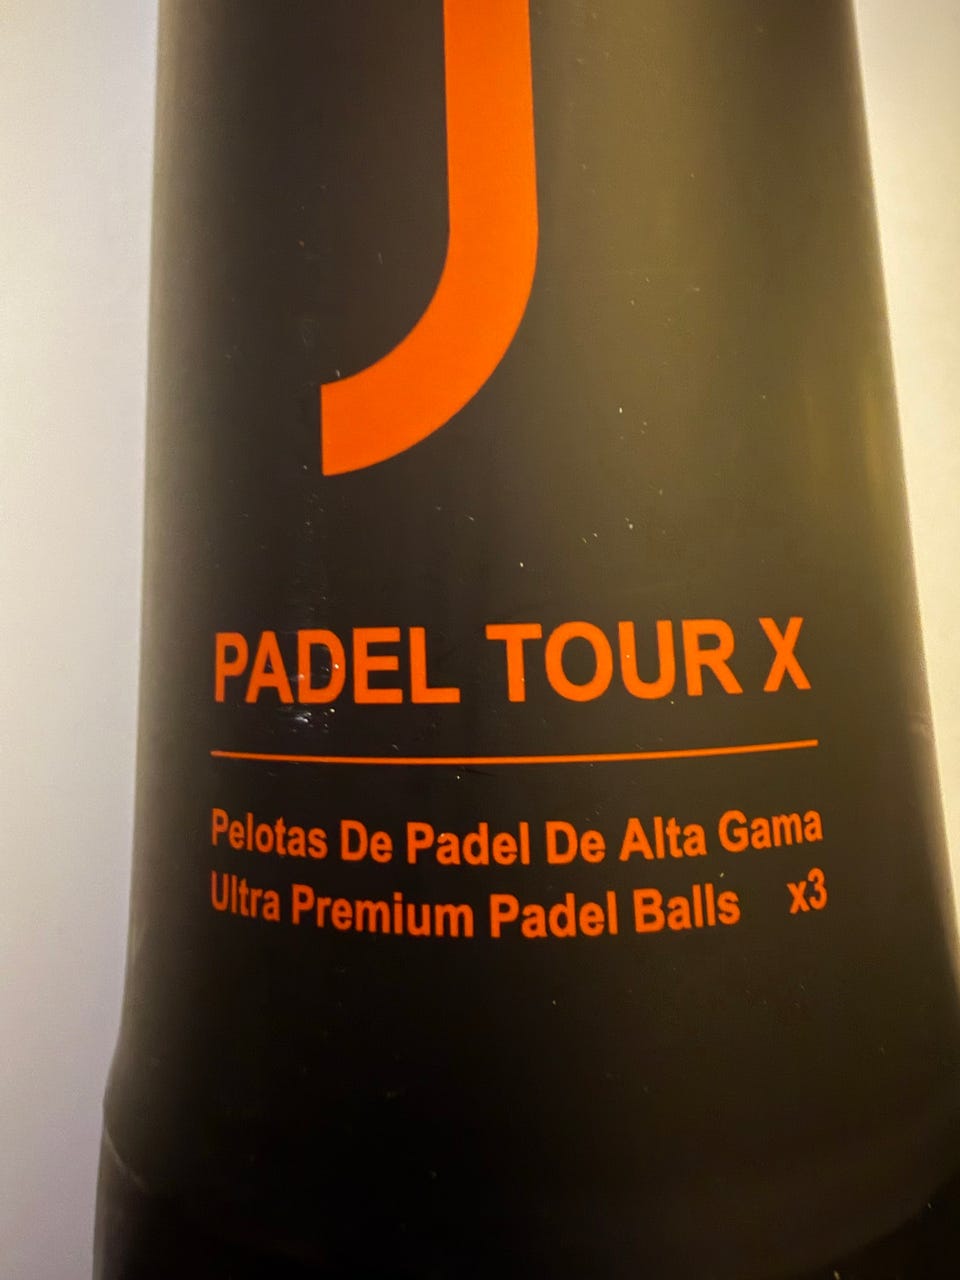 PADEL TOUR X
Pelotas De Padel De Alta Gama
Ultra Premium Padel Balls x3